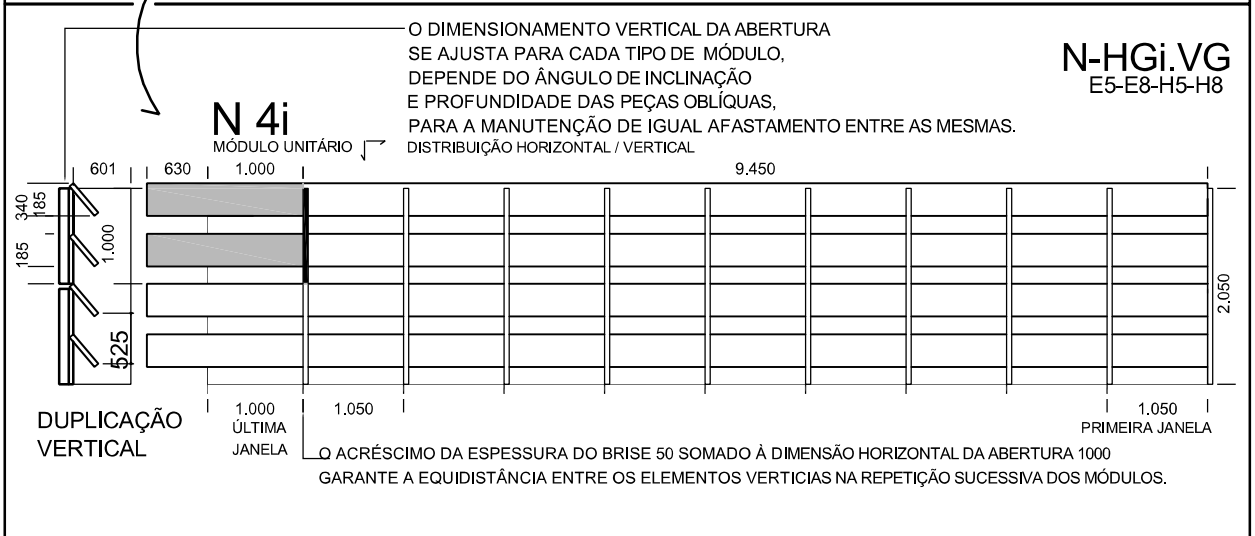 O DIMENSIONAMENTO VERTICAL DA ABERTURA
SE AJUSTA PARA CADA TIPO DE MÓDULO,
DEPENDE DO ÂNGULO DE INCLINAÇÃO
E PROFUNDIDADE DAS PEÇAS OBLÍQUAS,
PARA A MANUTENÇÃO DE IGUAL AFASTAMENTO ENTRE AS MESMAS.
N-HGi.VG
E5-E8-H5-H8
N 4i
MÓDULO UNITÁRIO
DISTRIBUIÇÃO HORIZONTAL / VERTICAL
601
630
1.000
9.450
340
185
185
1.000
525
2.050
DUPLICAÇÃO
VERTICAL
1.000
ÚLTIMA
JANELA
1.050
1.050
PRIMEIRA JANELA
O ACRÉSCIMO DA ESPESSURA DO BRISE 50 SOMADO À DIMENSÃO HORIZONTAL DA ABERTURA 1000
GARANTE A EQUIDISTÂNCIA ENTRE OS ELEMENTOS VERTICIAS NA REPETIÇÃO SUCESSIVA DOS MÓDULOS.